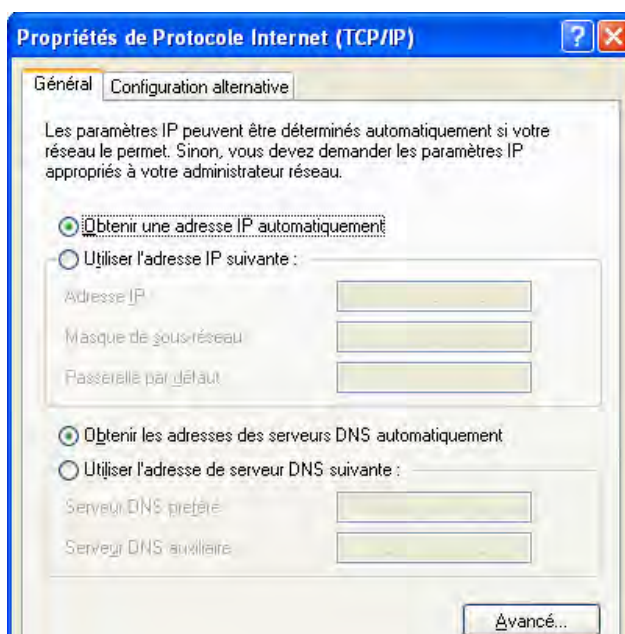 Propriétés de Protocole Internet (TCP/IP)
Général Configuration alternative
Les paramètres IP peuvent être déterminés automatiquement si votre
réseau le permet. Sinon, vous devez demander les paramètres IP
appropriés à votre administrateur réseau.
Obtenir une adresse IP automatiquement
Utiliser l'adresse IP suivante :
Adresse IP
Masque de sous-réseau
Passerelle par défaut
Obtenir les adresses des serveurs DNS automatiquement
Utiliser l'adresse de serveur DNS suivante :
Serveur DNS préféré
Serveur DNS auxiliaire
Avancé...